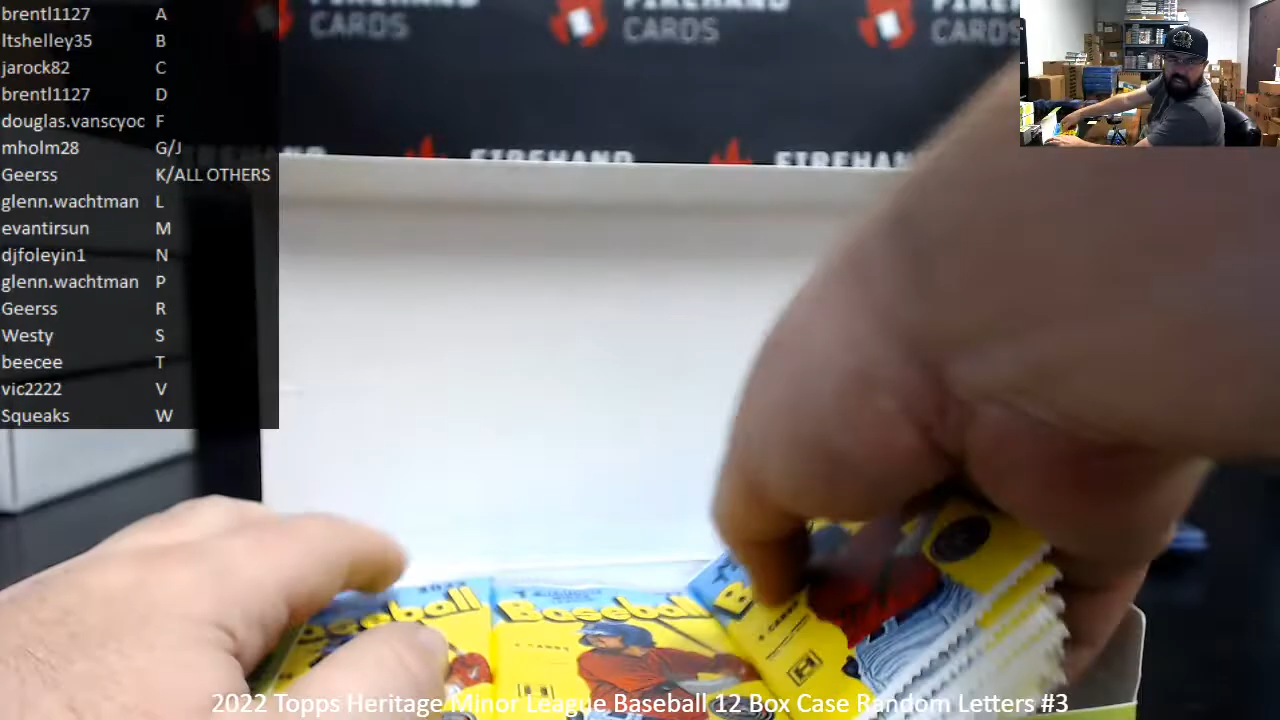 brentl1127 A
ltshelley35 B
jarock82 C
brentl1127 D
douglas.vanscyoc F
mholm28 G/J
Geerss K/ALL OTHERS
glenn.wachtman L
evantirsun M
djfoleyin1 N
glenn.wachtman P
Geerss R
Westy S
beecee T
vic2222 V
Squeaks W
FIREHAND FIREHAND
CARDS CARDS CARDS
FIREHAND FIREHAN
2022
Baseball Baseball B
2022 Topps Heritage Minor League Baseball 12 Box Case Random Letters #3